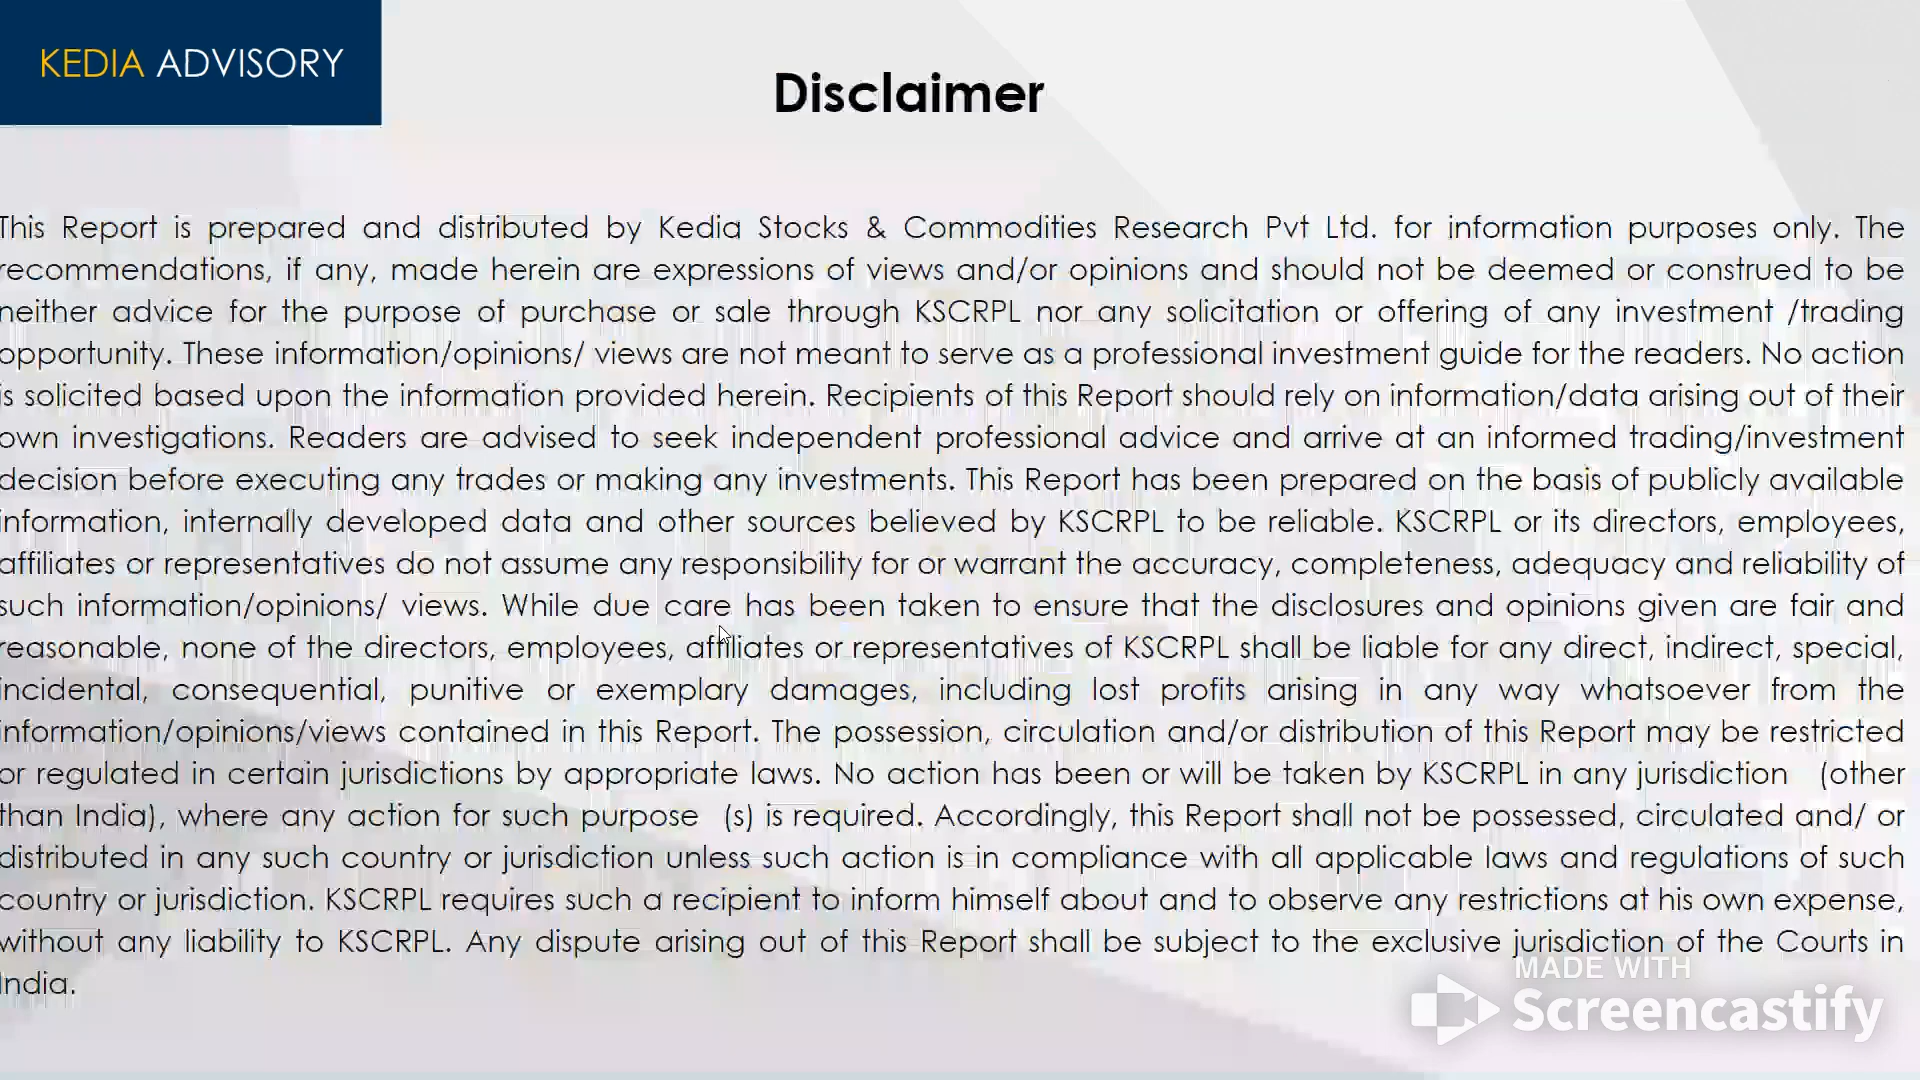 KEDIA ADVISORY
Disclaimer
This Report is prepared and distributed by Kedia Stocks & Commodities Research Pvt Ltd. for information purposes only. The
recommendations, if any, made herein are expressions of views and/or opinions and should not be deemed or construed to be
neither advice for the purpose of purchase or sale through KSCRPL nor any solicitation or offering of any investment /trading
opportunity. These information/opinions/ views are not meant to serve as a professional investment guide for the readers. No action
is solicited based upon the information provided herein. Recipients of this Report should rely on information/data arising out of their
own investigations. Readers are advised to seek independent professional advice and arrive at an informed trading/investment
decision before executing any trades or making any investments. This Report has been prepared on the basis of publicly available
information, internally developed data and other sources believed by KSCRPL to be reliable. KSCRPL or its directors, employees,
affiliates or representatives do not assume any responsibility for or warrant the accuracy, completeness, adequacy and reliability of
such information/opinions/ views. While due care has been taken to ensure that the disclosures and opinions given are fair and
reasonable, none of the directors, employees, affiliates or representatives of KSCRPL shall be liable for any direct, indirect, special,
incidental, consequential, punitive or exemplary damages, including lost profits arising in any way whatsoever from the
information/opinions/views contained in this Report. The possession, circulation and/or distribution of this Report may be restricted
or regulated in certain jurisdictions by appropriate laws. No action has been or will be taken by KSCRPL in any jurisdiction (other
than India), where any action for such purpose (s) is required. Accordingly, this Report shall not be possessed, circulated and/ or
distributed in any such country or jurisdiction unless such action is in compliance with all applicable laws and regulations of such
country or jurisdiction. KSCRPL requires such a recipient to inform himself about and to observe any restrictions at his own expense,
without any liability to KSCRPL. Any dispute arising out of this Report shall be subject to the exclusive jurisdiction of the Courts in
India.
MADE WITH
Screencastify